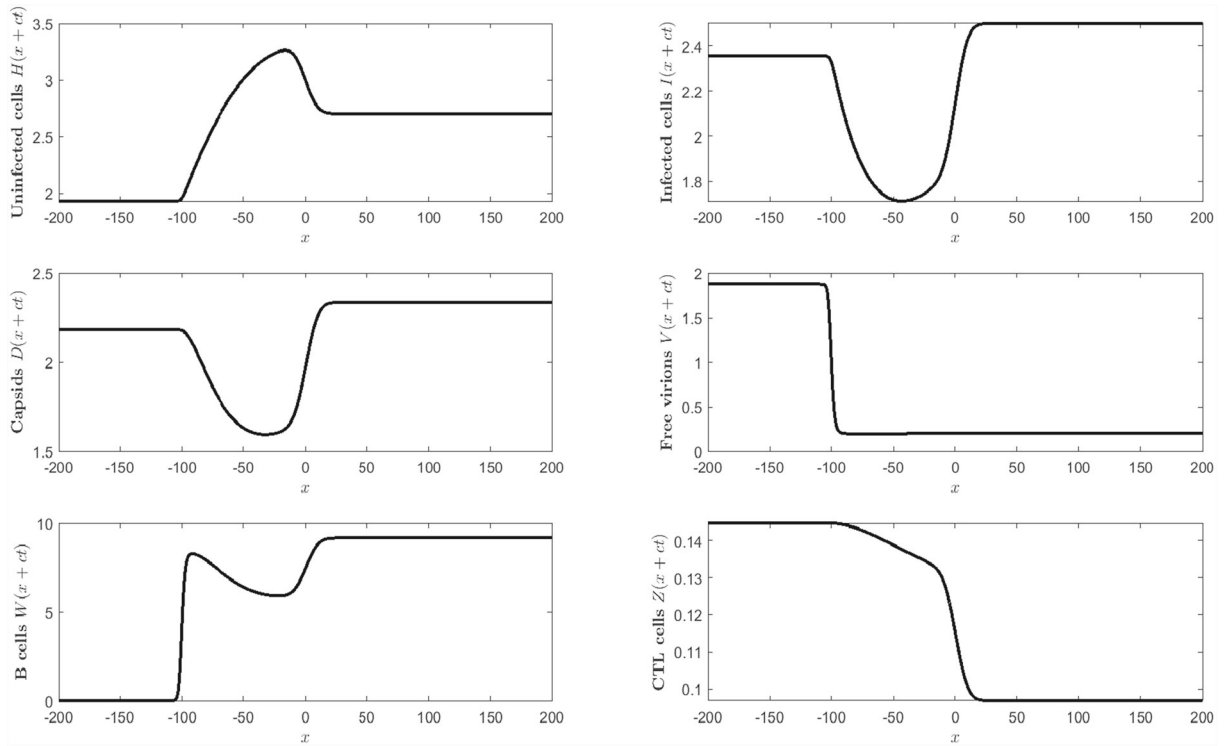 Uninfected cells H(x + ct)
3.5
3
2.5
2
-200 -150 -100 -50 0 50 100 150 200
x
Infected cells I(x + ct)
2.4
2.2
2
1.8
-200 -150 -100 -50 0 50 100 150 200
x
Capsids D(x + ct)
2.5
2
1.5
-200 -150 -100 -50 0 50 100 150 200
x
Free virions V(x + ct)
2
1.5
1
0.5
0
-200 -150 -100 -50 0 50 100 150 200
x
B cells W(x + ct)
10
5
0
-200 -150 -100 -50 0 50 100 150 200
x
CTL cells Z(x + ct)
0.14
0.13
0.12
0.11
0.1
-200 -150 -100 -50 0 50 100 150 200
x